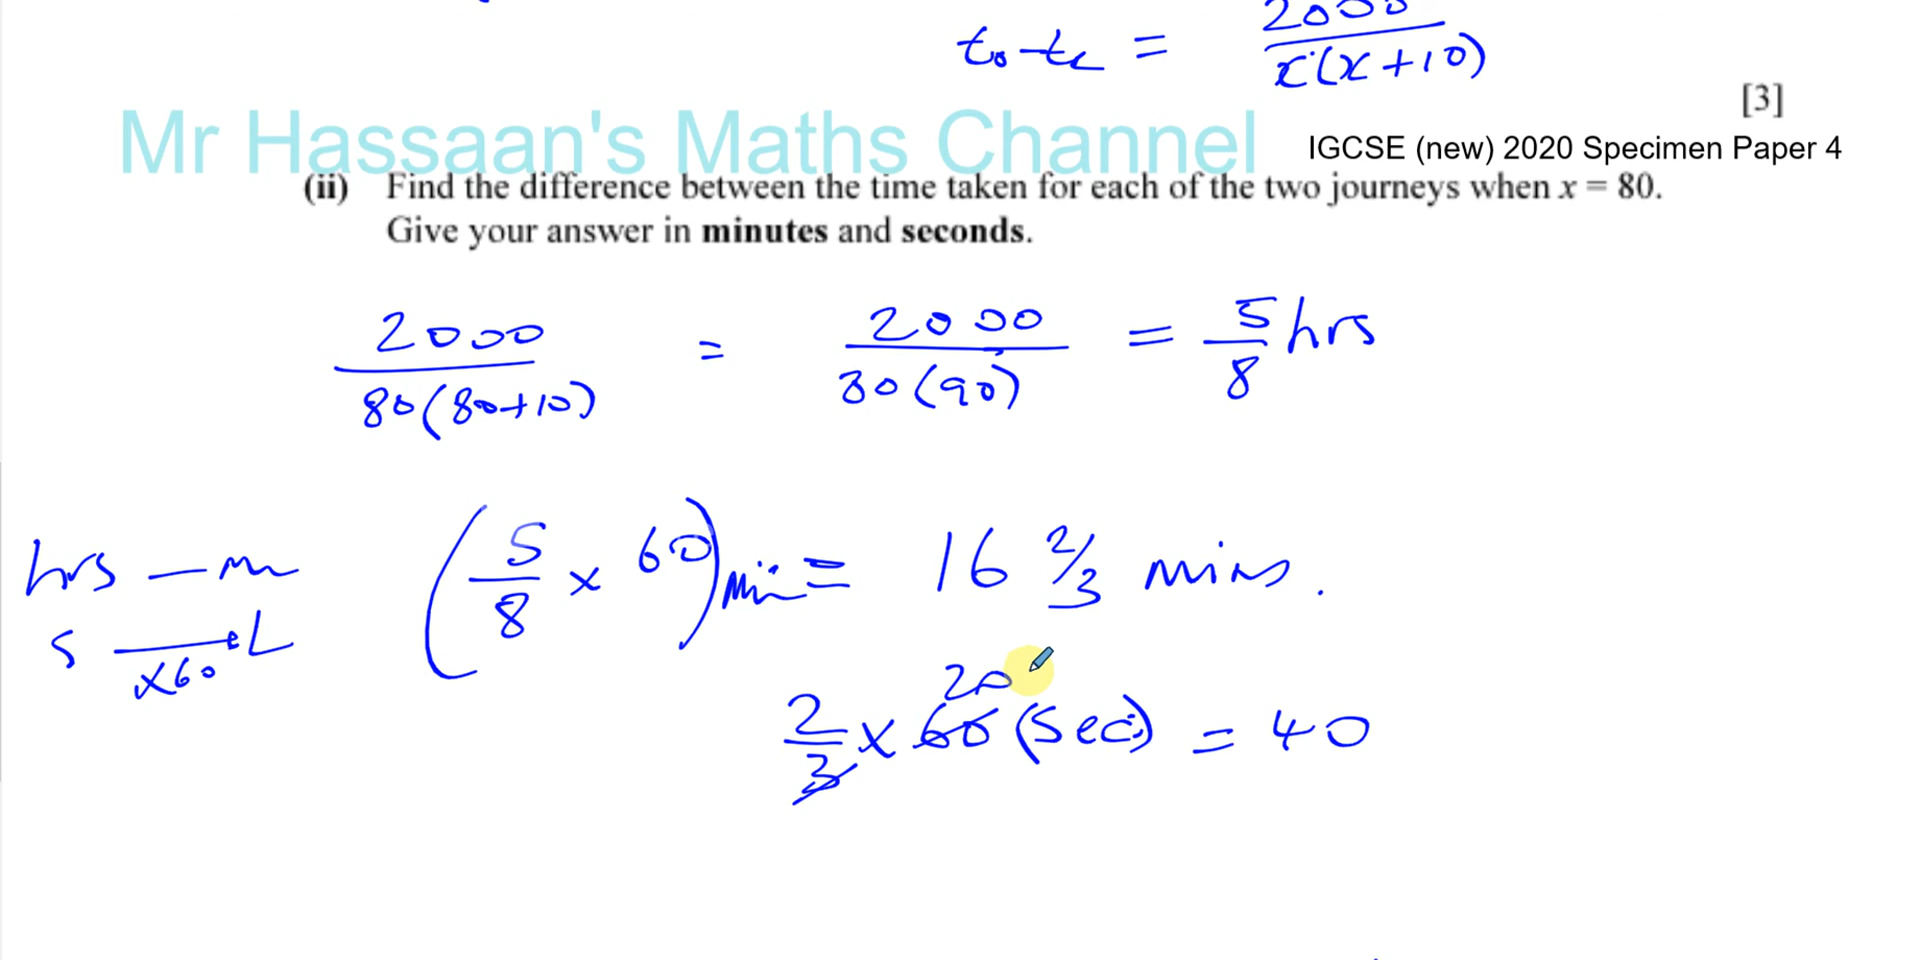 t₀ - t_c = 2000 / x(x+10)
[3]
Mr Hassaan's Maths Channel
IGCSE (new) 2020 Specimen Paper 4
(ii) Find the difference between the time taken for each of the two journeys when x = 80.
Give your answer in minutes and seconds.
2000 / 80(80+10) = 2000 / 80(90) = 5/8 hrs
hrs — m (5/8 × 60) min = 16 2/3 mins.
×60
20
2/3 × 60 (sec) = 40